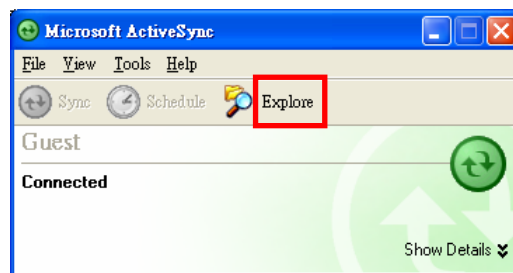 Microsoft ActiveSync
File View Tools Help
Sync Schedule Explore
Guest
Connected
Show Details